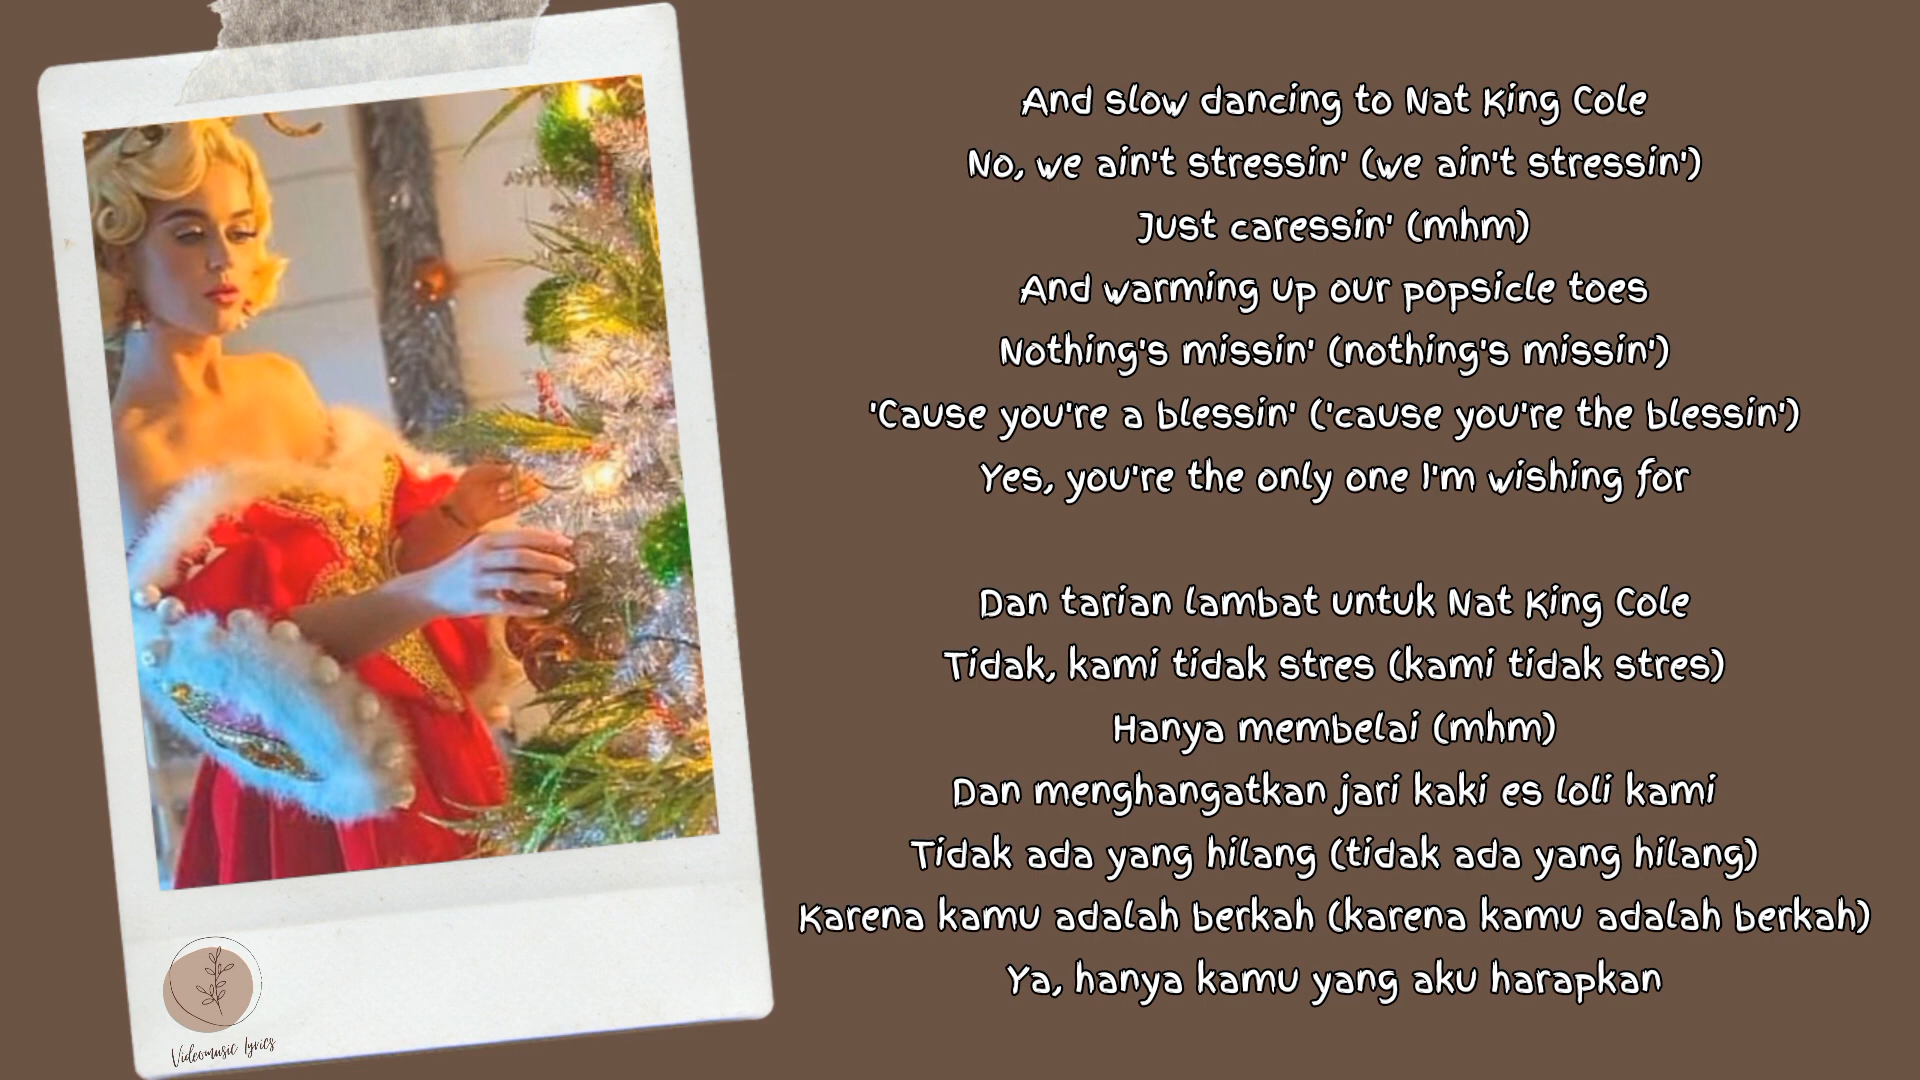 And slow dancing to Nat King Cole
No, we ain't stressin' (we ain't stressin')
Just caressin' (mhm)
And warming up our popsicle toes
Nothing's missin' (nothing's missin')
'Cause you're a blessin' ('cause you're the blessin')
Yes, you're the only one I'm wishing for
Dan tarian lambat untuk Nat King Cole
Tidak, kami tidak stres (kami tidak stres)
Hanya membelai (mhm)
Dan menghangatkan jari kaki es loli kami
Tidak ada yang hilang (tidak ada yang hilang)
Karena kamu adalah berkah (karena kamu adalah berkah)
Ya, hanya kamu yang aku harapkan
Videomusic lyrics